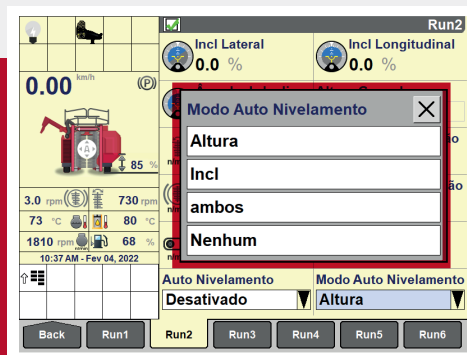 Run2
Incl Lateral
Incl Longitudinal
0.0 %
0.0 %
0.00 km/h
(P)
Modo Auto Nivelamento
Altura
Incl
ambos
Nenhum
85 %
3.0 rpm
730 rpm
73 °C
80 °C
1810 rpm
68 %
10:37 AM - Fev 04, 2022
Auto Nivelamento
Modo Auto Nivelamento
Desativado
Altura
Back
Run1
Run2
Run3
Run4
Run5
Run6